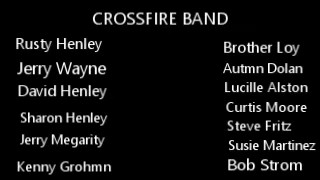 CROSSFIRE BAND
Rusty Henley
Jerry Wayne
David Henley
Sharon Henley
Jerry Megarity
Kenny Grohmn
Brother Loy
Autmn Dolan
Lucille Alston
Curtis Moore
Steve Fritz
Susie Martinez
Bob Strom